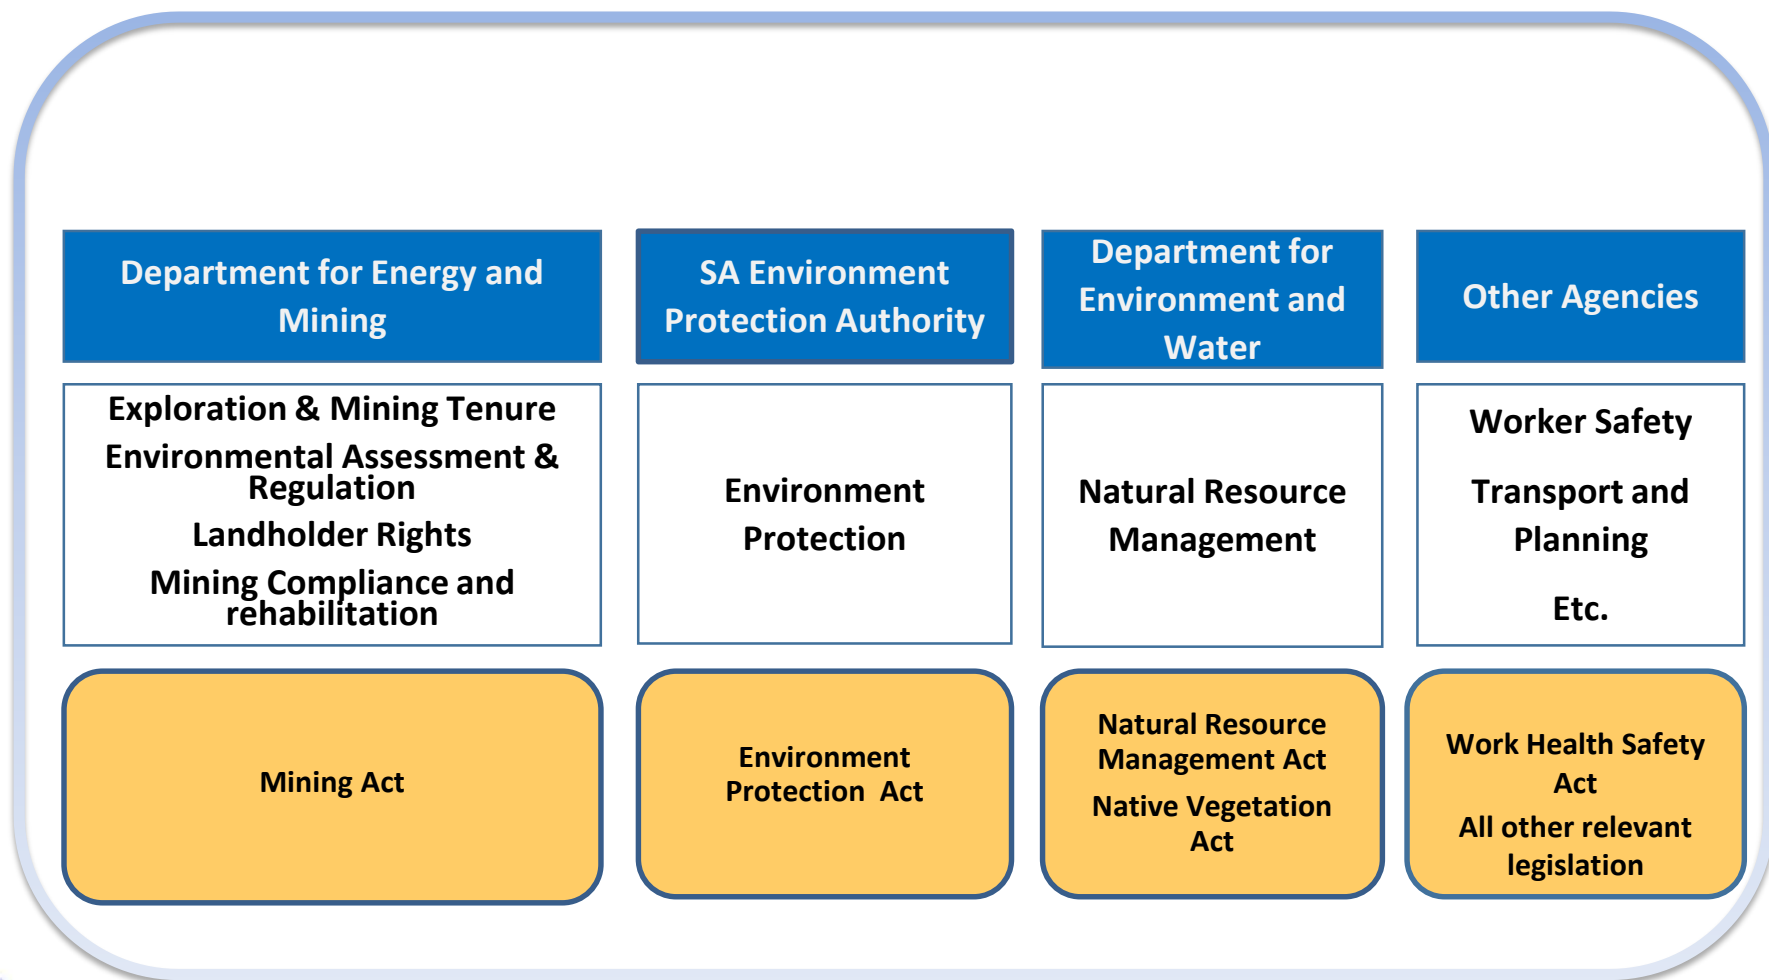 Department for Energy and
Mining
SA Environment
Protection Authority
Department for
Environment and
Water
Other Agencies
Exploration & Mining Tenure
Environmental Assessment &
Regulation
Landholder Rights
Mining Compliance and
rehabilitation
Environment
Protection
Natural Resource
Management
Worker Safety
Transport and
Planning
Etc.
Mining Act
Environment
Protection  Act
Natural Resource
Management Act
Native Vegetation
Act
Work Health Safety
Act
All other relevant
legislation